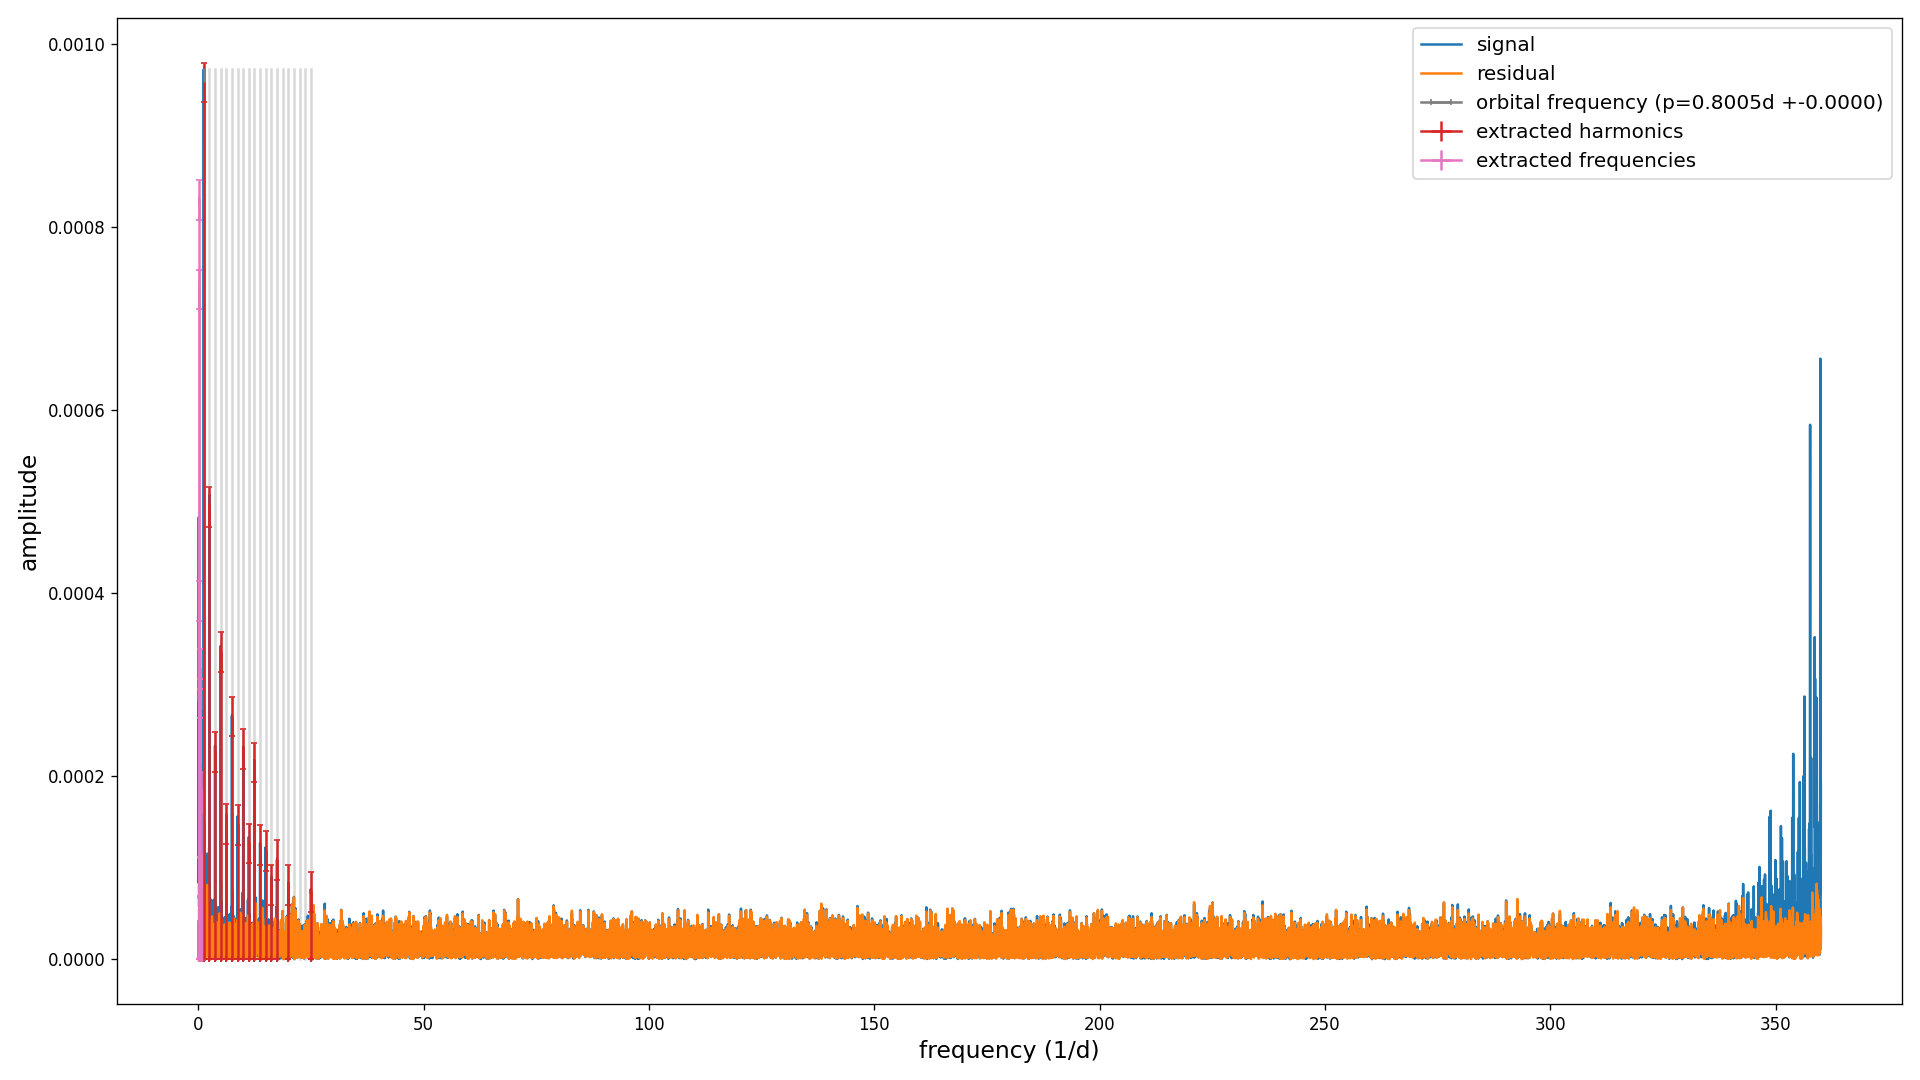 0.0010
0.0008
0.0006
0.0004
0.0002
0.0000
amplitude
signal
residual
orbital frequency (p=0.8005d +-0.0000)
extracted harmonics
extracted frequencies
0 50 100 150 200 250 300 350
frequency (1/d)